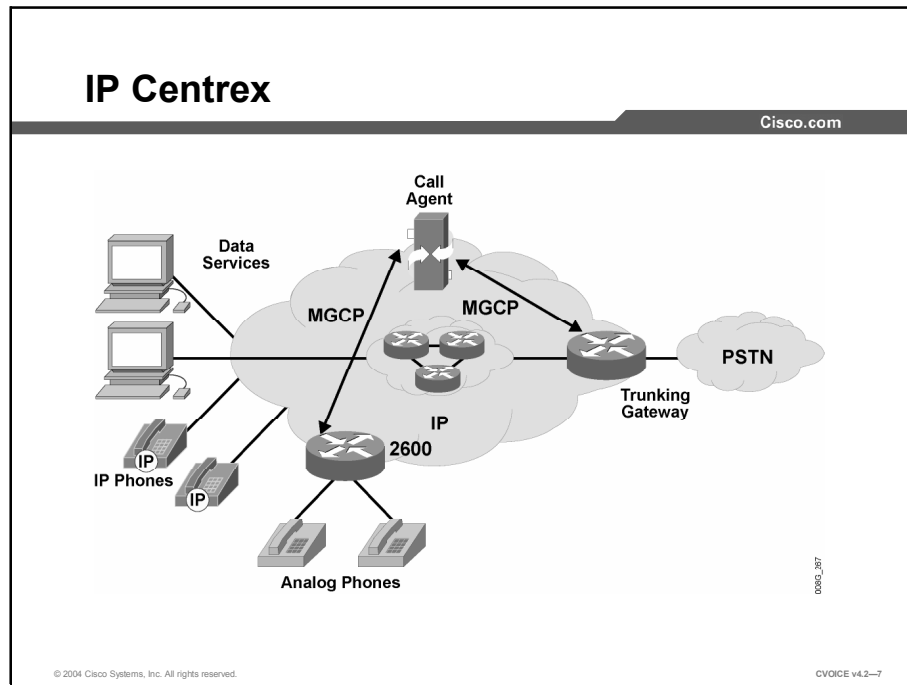 IP Centrex
Cisco.com
Call
Agent
Data
Services
MGCP
MGCP
PSTN
Trunking
Gateway
IP
2600
IP
IP Phones
IP
Analog Phones
008G_267
© 2004 Cisco Systems, Inc. All rights reserved.
CVOICE v4.2—7